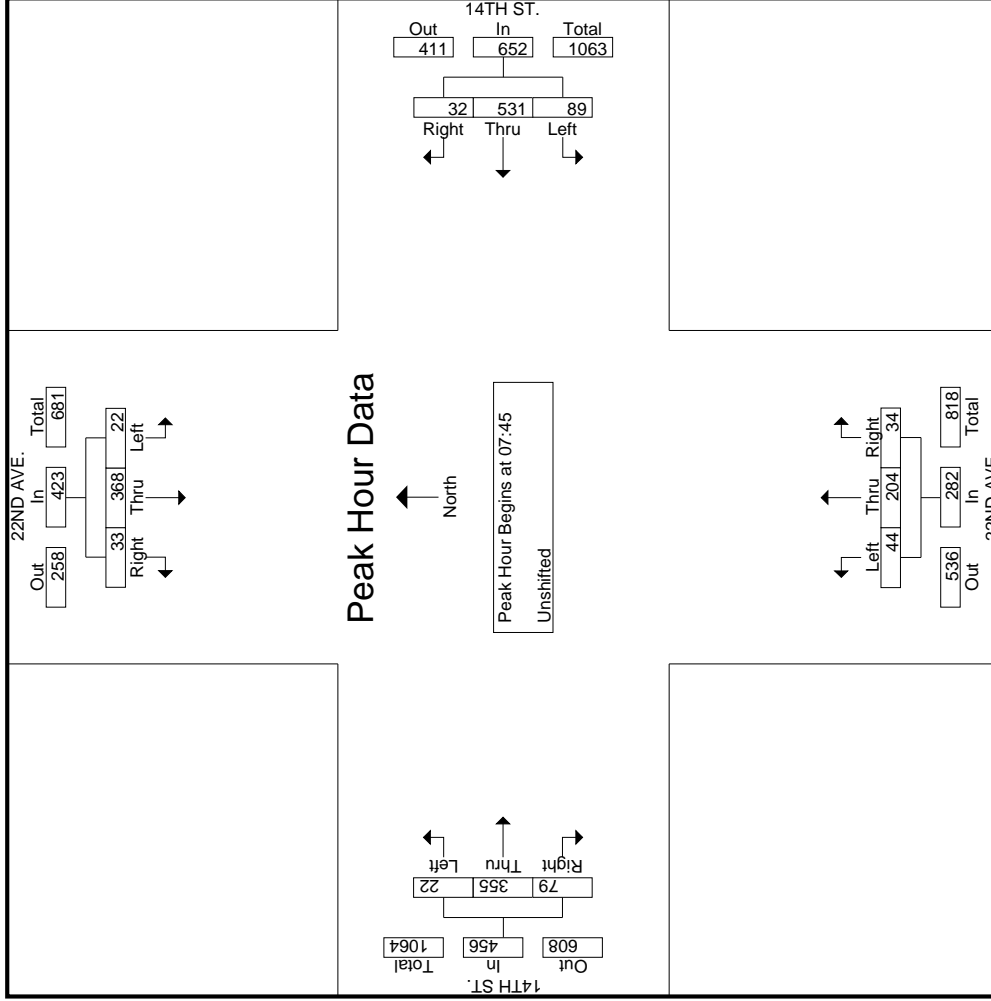 14TH ST.
Out In Total
411 652 1063
32 531 89
Right Thru Left
22ND AVE.
Out In Total
258 423 681
33 368 22
Right Thru Left
Peak Hour Data
North
Peak Hour Begins at 07:45
Unshifted
Left Thru Right
44 204 34
536 282 818
Out In Total
22ND AVE.
Left Thru Right
22 355 79
1064 456 608
Total In Out
14TH ST.